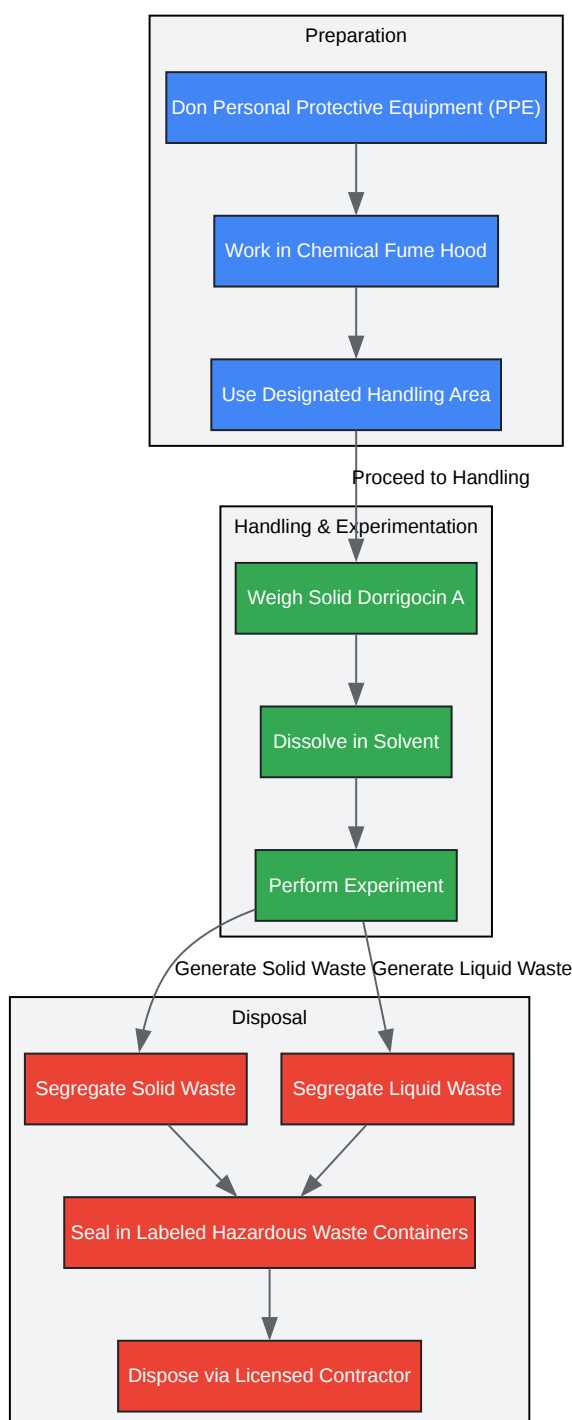 Preparation
Don Personal Protective Equipment (PPE)
Work in Chemical Fume Hood
Use Designated Handling Area
Proceed to Handling
Handling & Experimentation
Weigh Solid Dorrigocin A
Dissolve in Solvent
Perform Experiment
Generate Solid Waste
Generate Liquid Waste
Disposal
Segregate Solid Waste
Segregate Liquid Waste
Seal in Labeled Hazardous Waste Containers
Dispose via Licensed Contractor